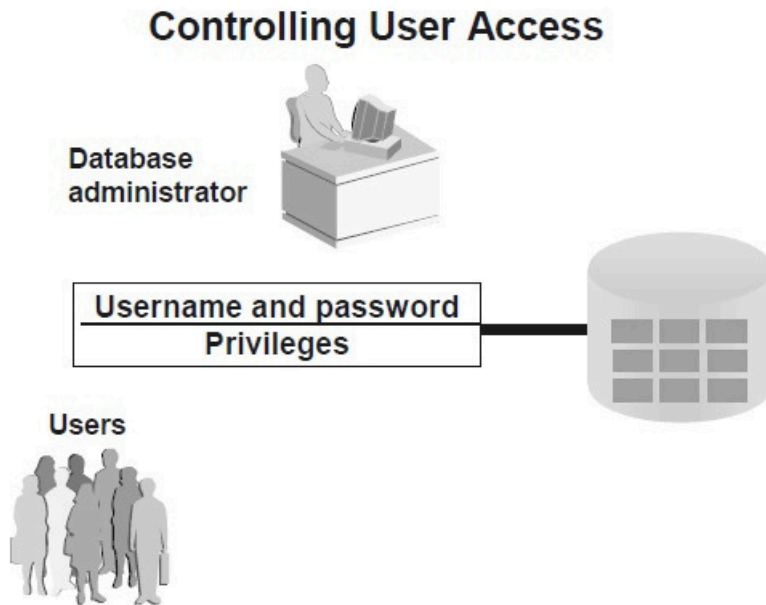 Controlling User Access
Database
administrator
Username and password
Privileges
Users